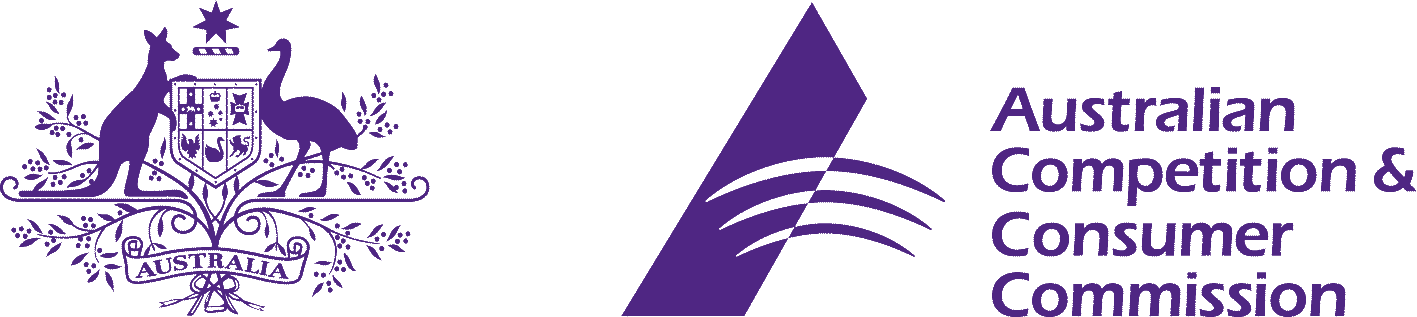 AUSTRALIA
Australian
Competition &
Consumer
Commission